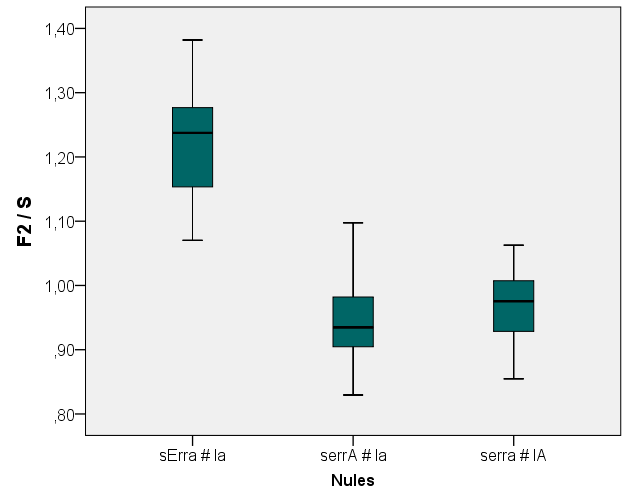 1,40
1,30
1,20
1,10
1,00
,90
,80
F2 / S
sErra # la
serrA # la
serra # lA
Nules